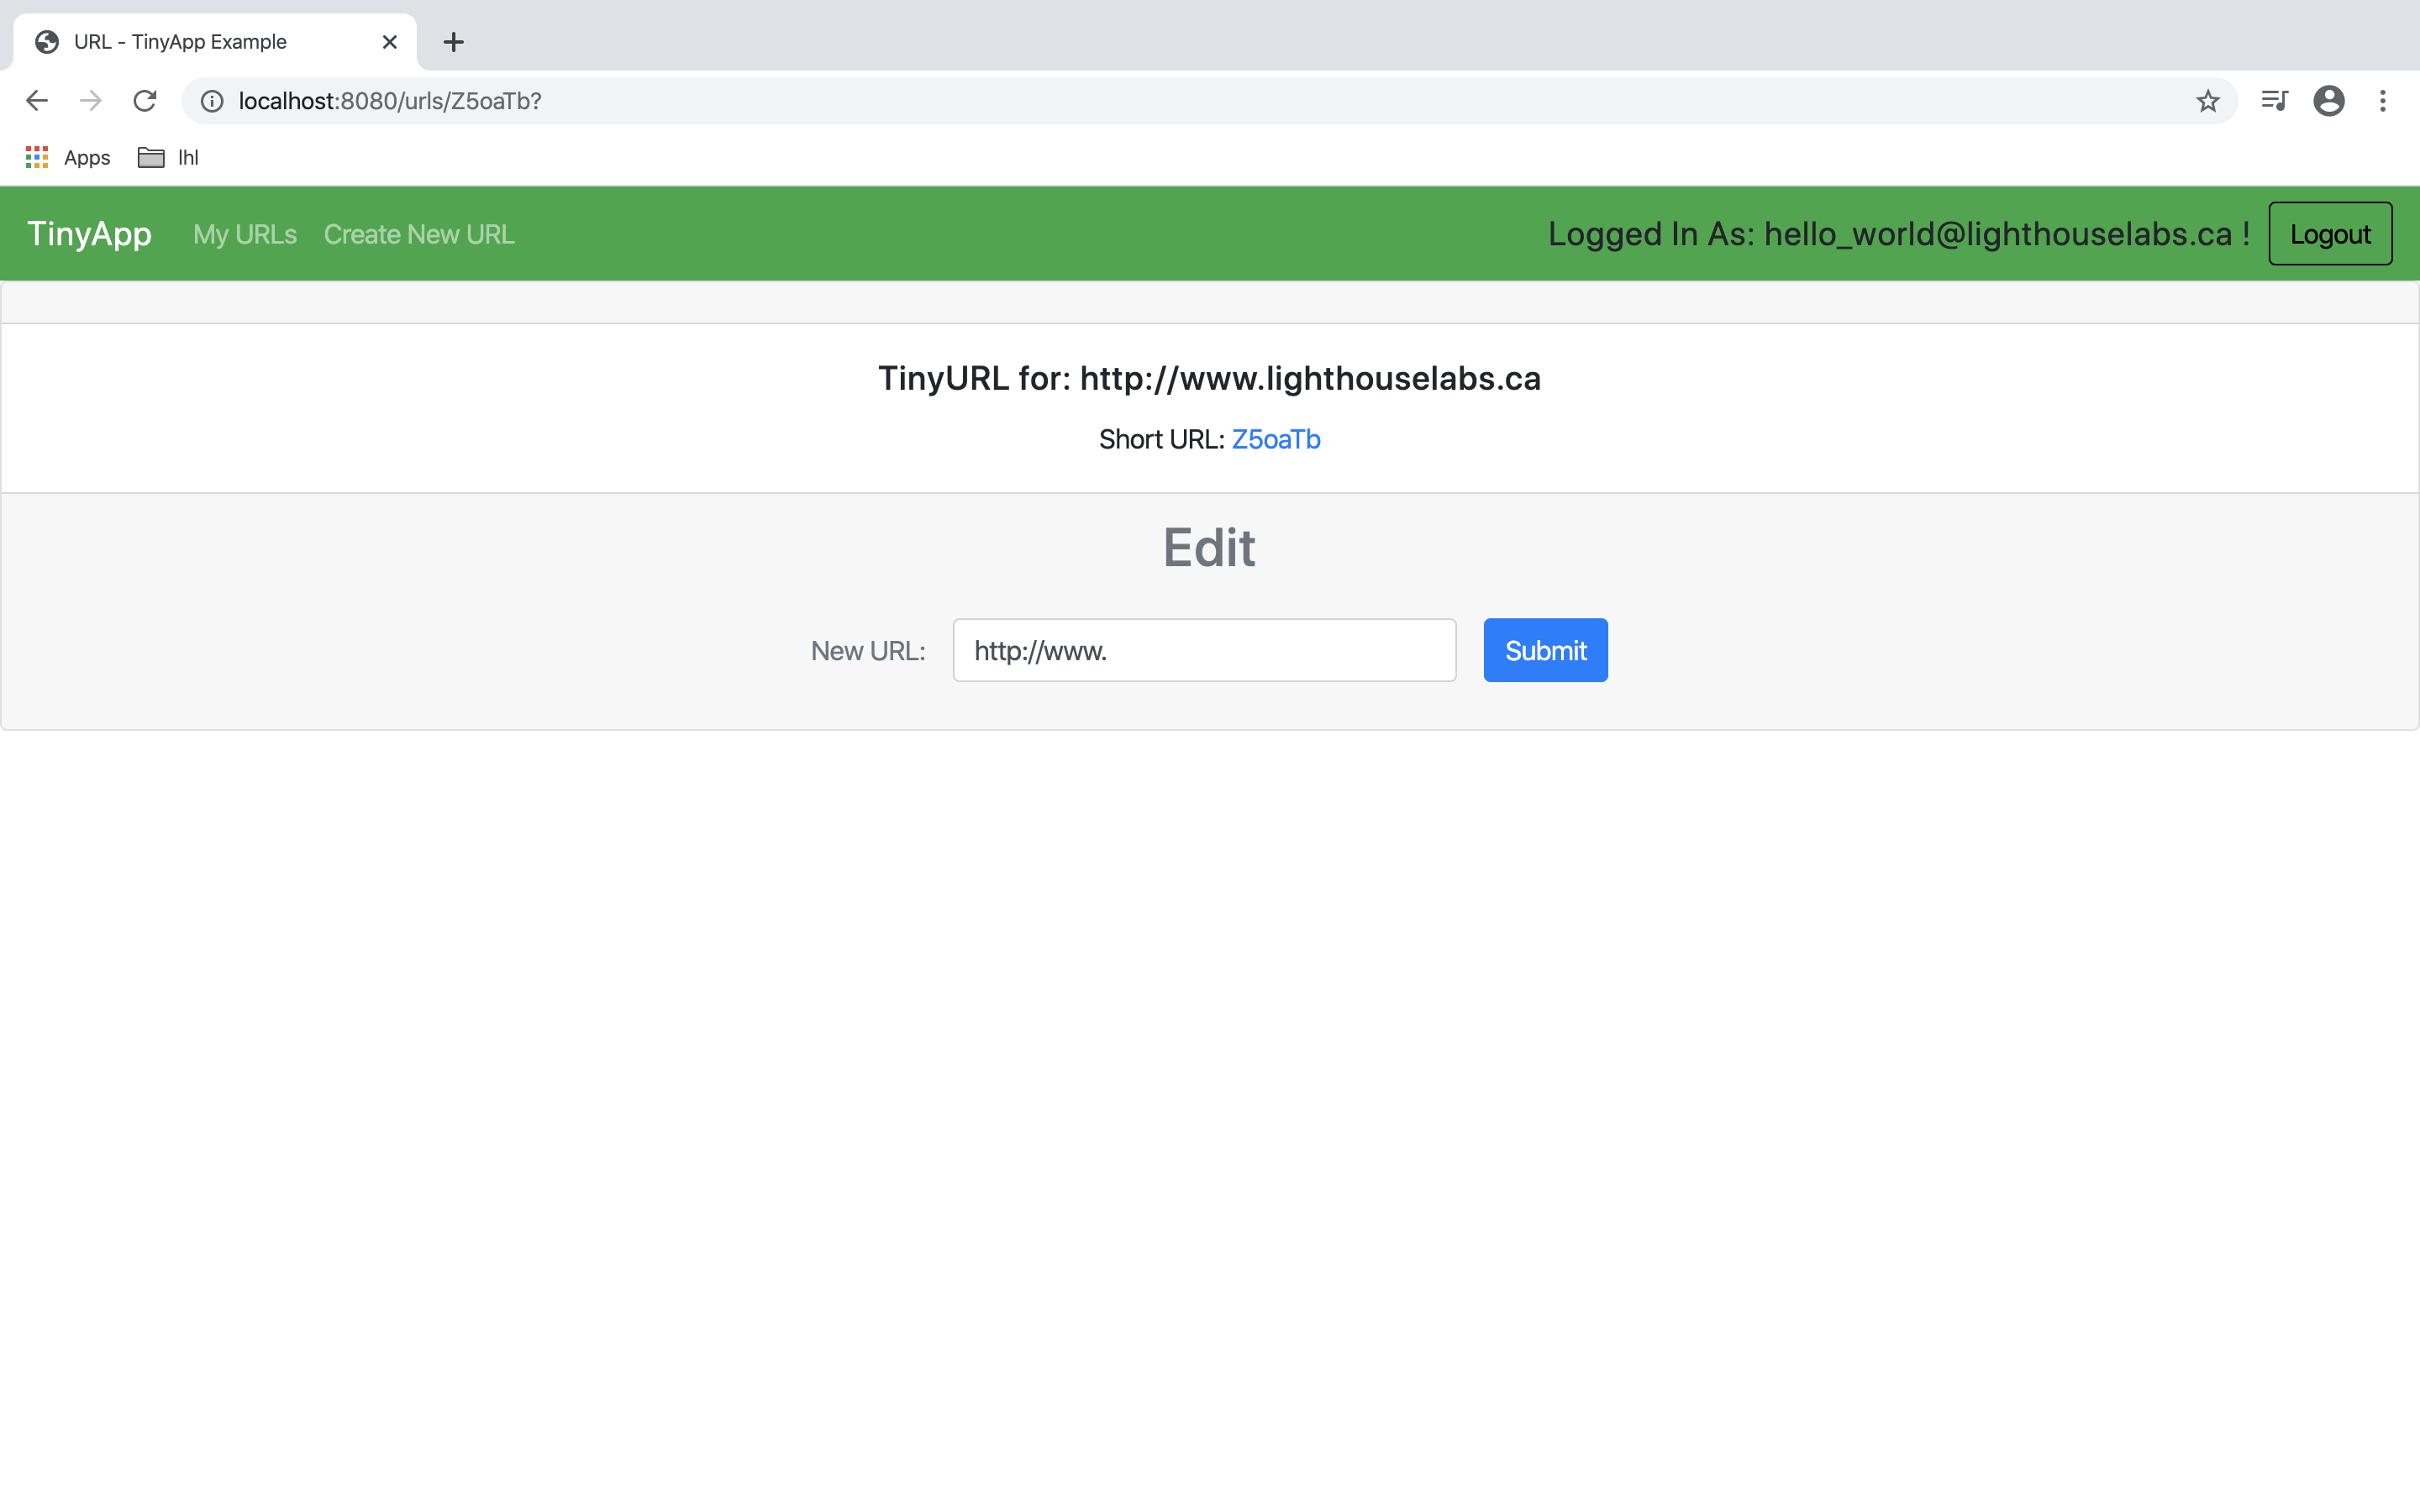 URL - TinyApp Example
localhost:8080/urls/Z5oaTb?
Apps lhl
TinyApp My URLs Create New URL Logged In As: hello_world@lighthouselabs.ca ! Logout
TinyURL for: http://www.lighthouselabs.ca
Short URL: Z5oaTb
Edit
New URL: http://www. Submit